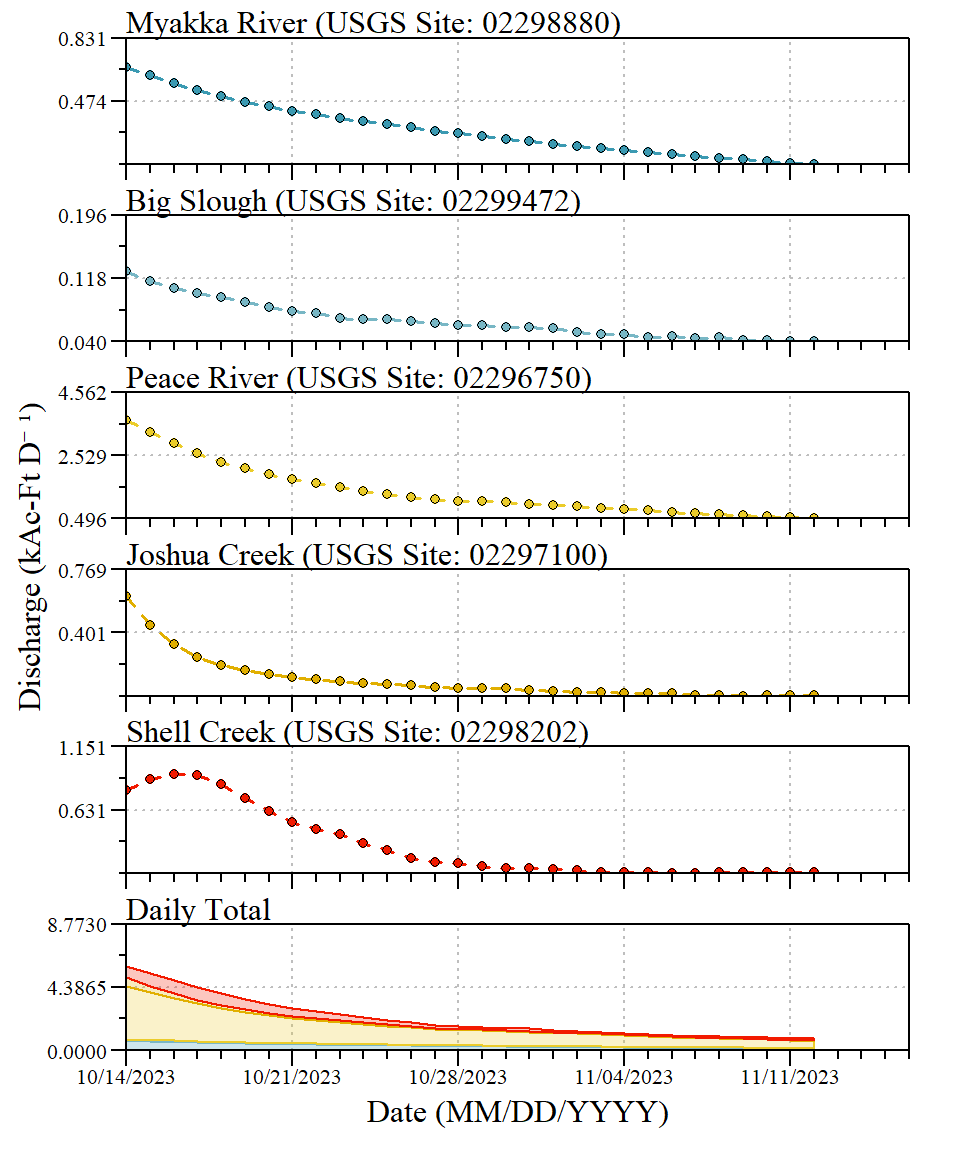 Myakka River (USGS Site: 02298880)
0.831
0.474
Big Slough (USGS Site: 02299472)
0.196
0.118
0.040
Peace River (USGS Site: 02296750)
4.562
2.529
0.496
Discharge (kAc-Ft D⁻¹)
Joshua Creek (USGS Site: 02297100)
0.769
0.401
Shell Creek (USGS Site: 02298202)
1.151
0.631
Daily Total
8.7730
4.3865
0.0000
10/14/2023 10/21/2023 10/28/2023 11/04/2023 11/11/2023
Date (MM/DD/YYYY)